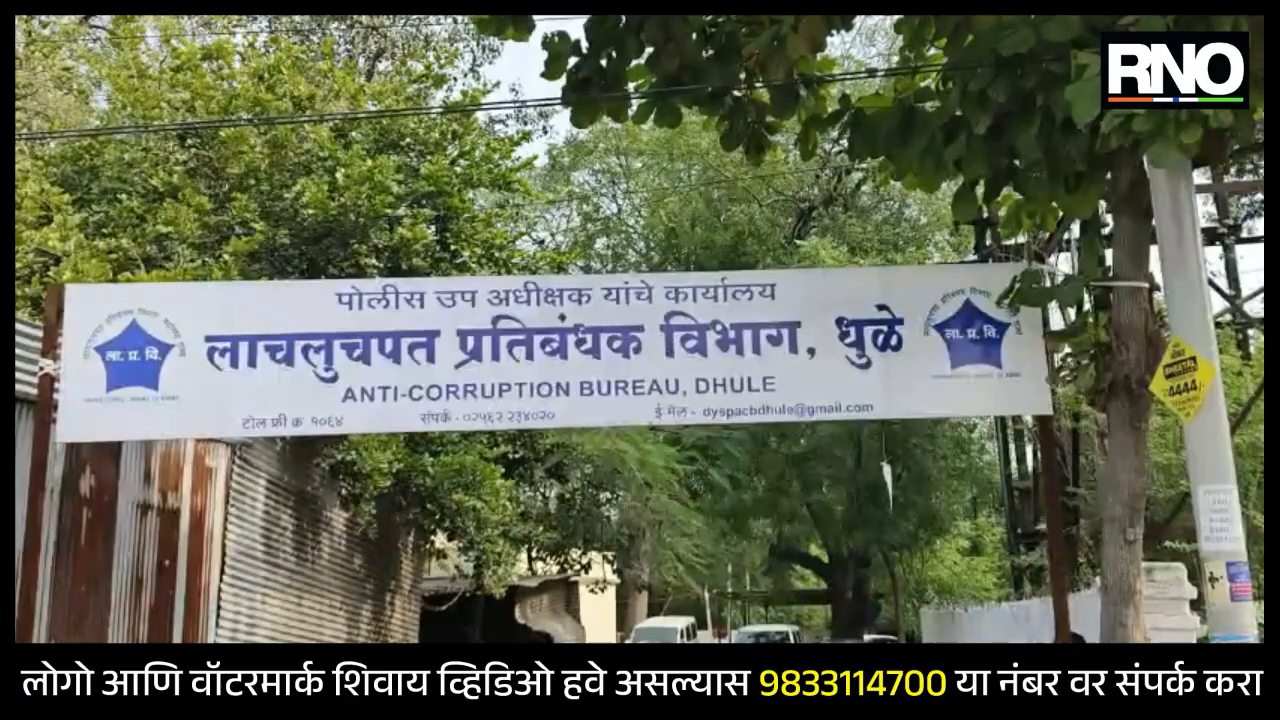 RNO
पोलीस उप अधीक्षक यांचे कार्यालय
लाचलुचपत प्रतिबंधक विभाग, धुळे
ANTI-CORRUPTION BUREAU, DHULE
टोल फ्री क्र १०६४ संपर्क - ०२५६२ २३४०२० ई मेल - dyspacbdhule@gmail.com
ला. प्र. वि.
ला. प्र. वि.
4444
लोगो आणि वॉटरमार्क शिवाय व्हिडिओ हवे असल्यास 9833114700 या नंबर वर संपर्क करा